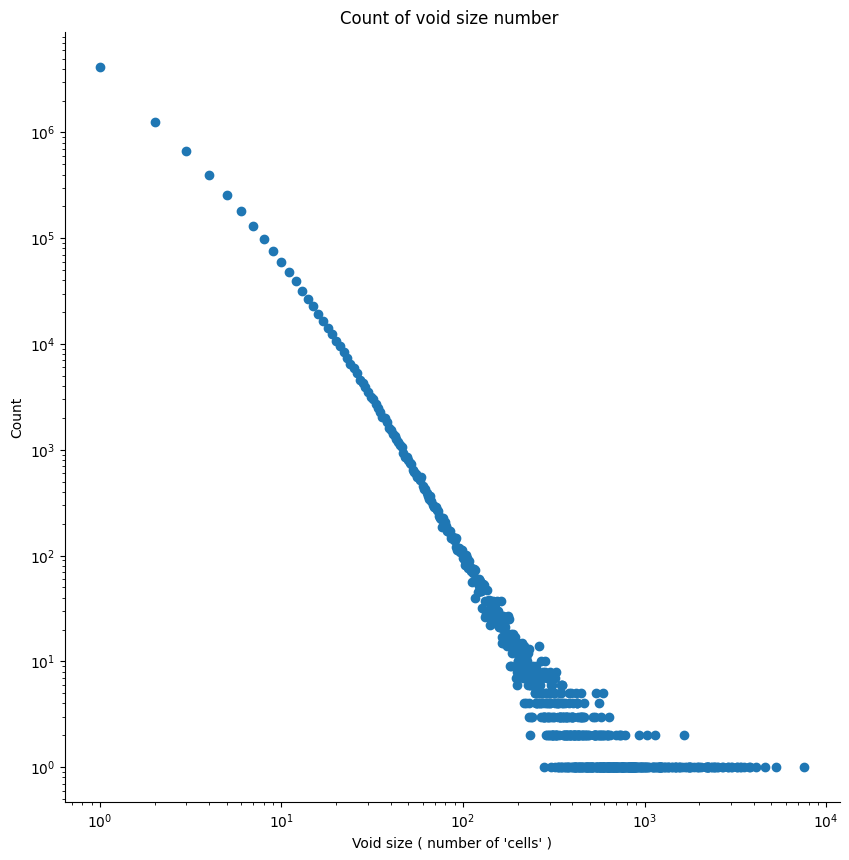 Count of void size number
10⁶
10⁵
10⁴
10³
10²
10¹
10⁰
Count
10⁰ 10¹ 10² 10³ 10⁴
Void size ( number of 'cells' )